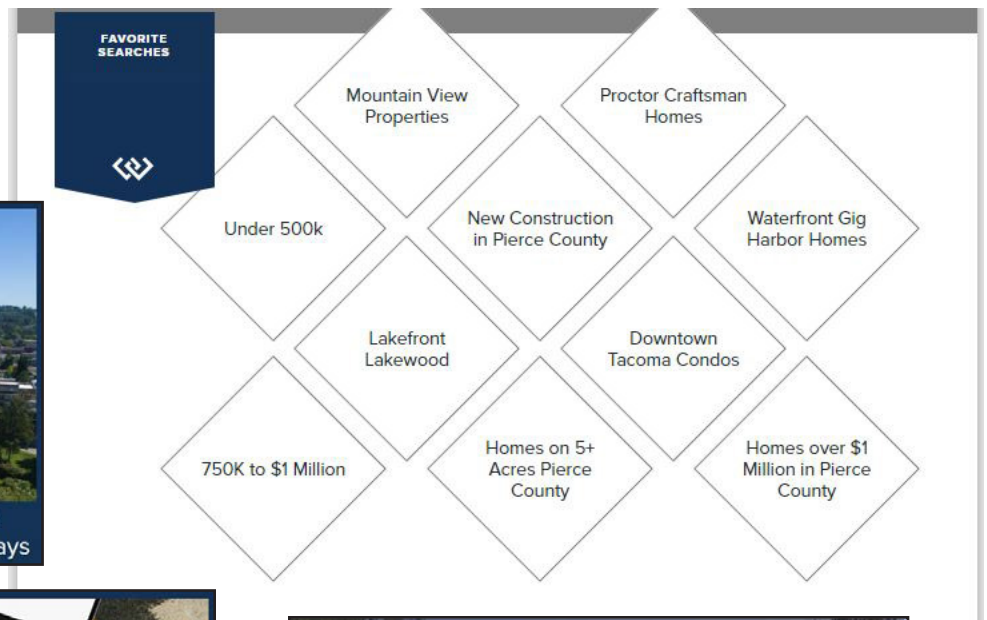 FAVORITE
SEARCHES
Mountain View
Properties
Proctor Craftsman
Homes
Under 500k
New Construction
in Pierce County
Waterfront Gig
Harbor Homes
Lakefront
Lakewood
Downtown
Tacoma Condos
750K to $1 Million
Homes on 5+
Acres Pierce
County
Homes over $1
Million in Pierce
County
ays